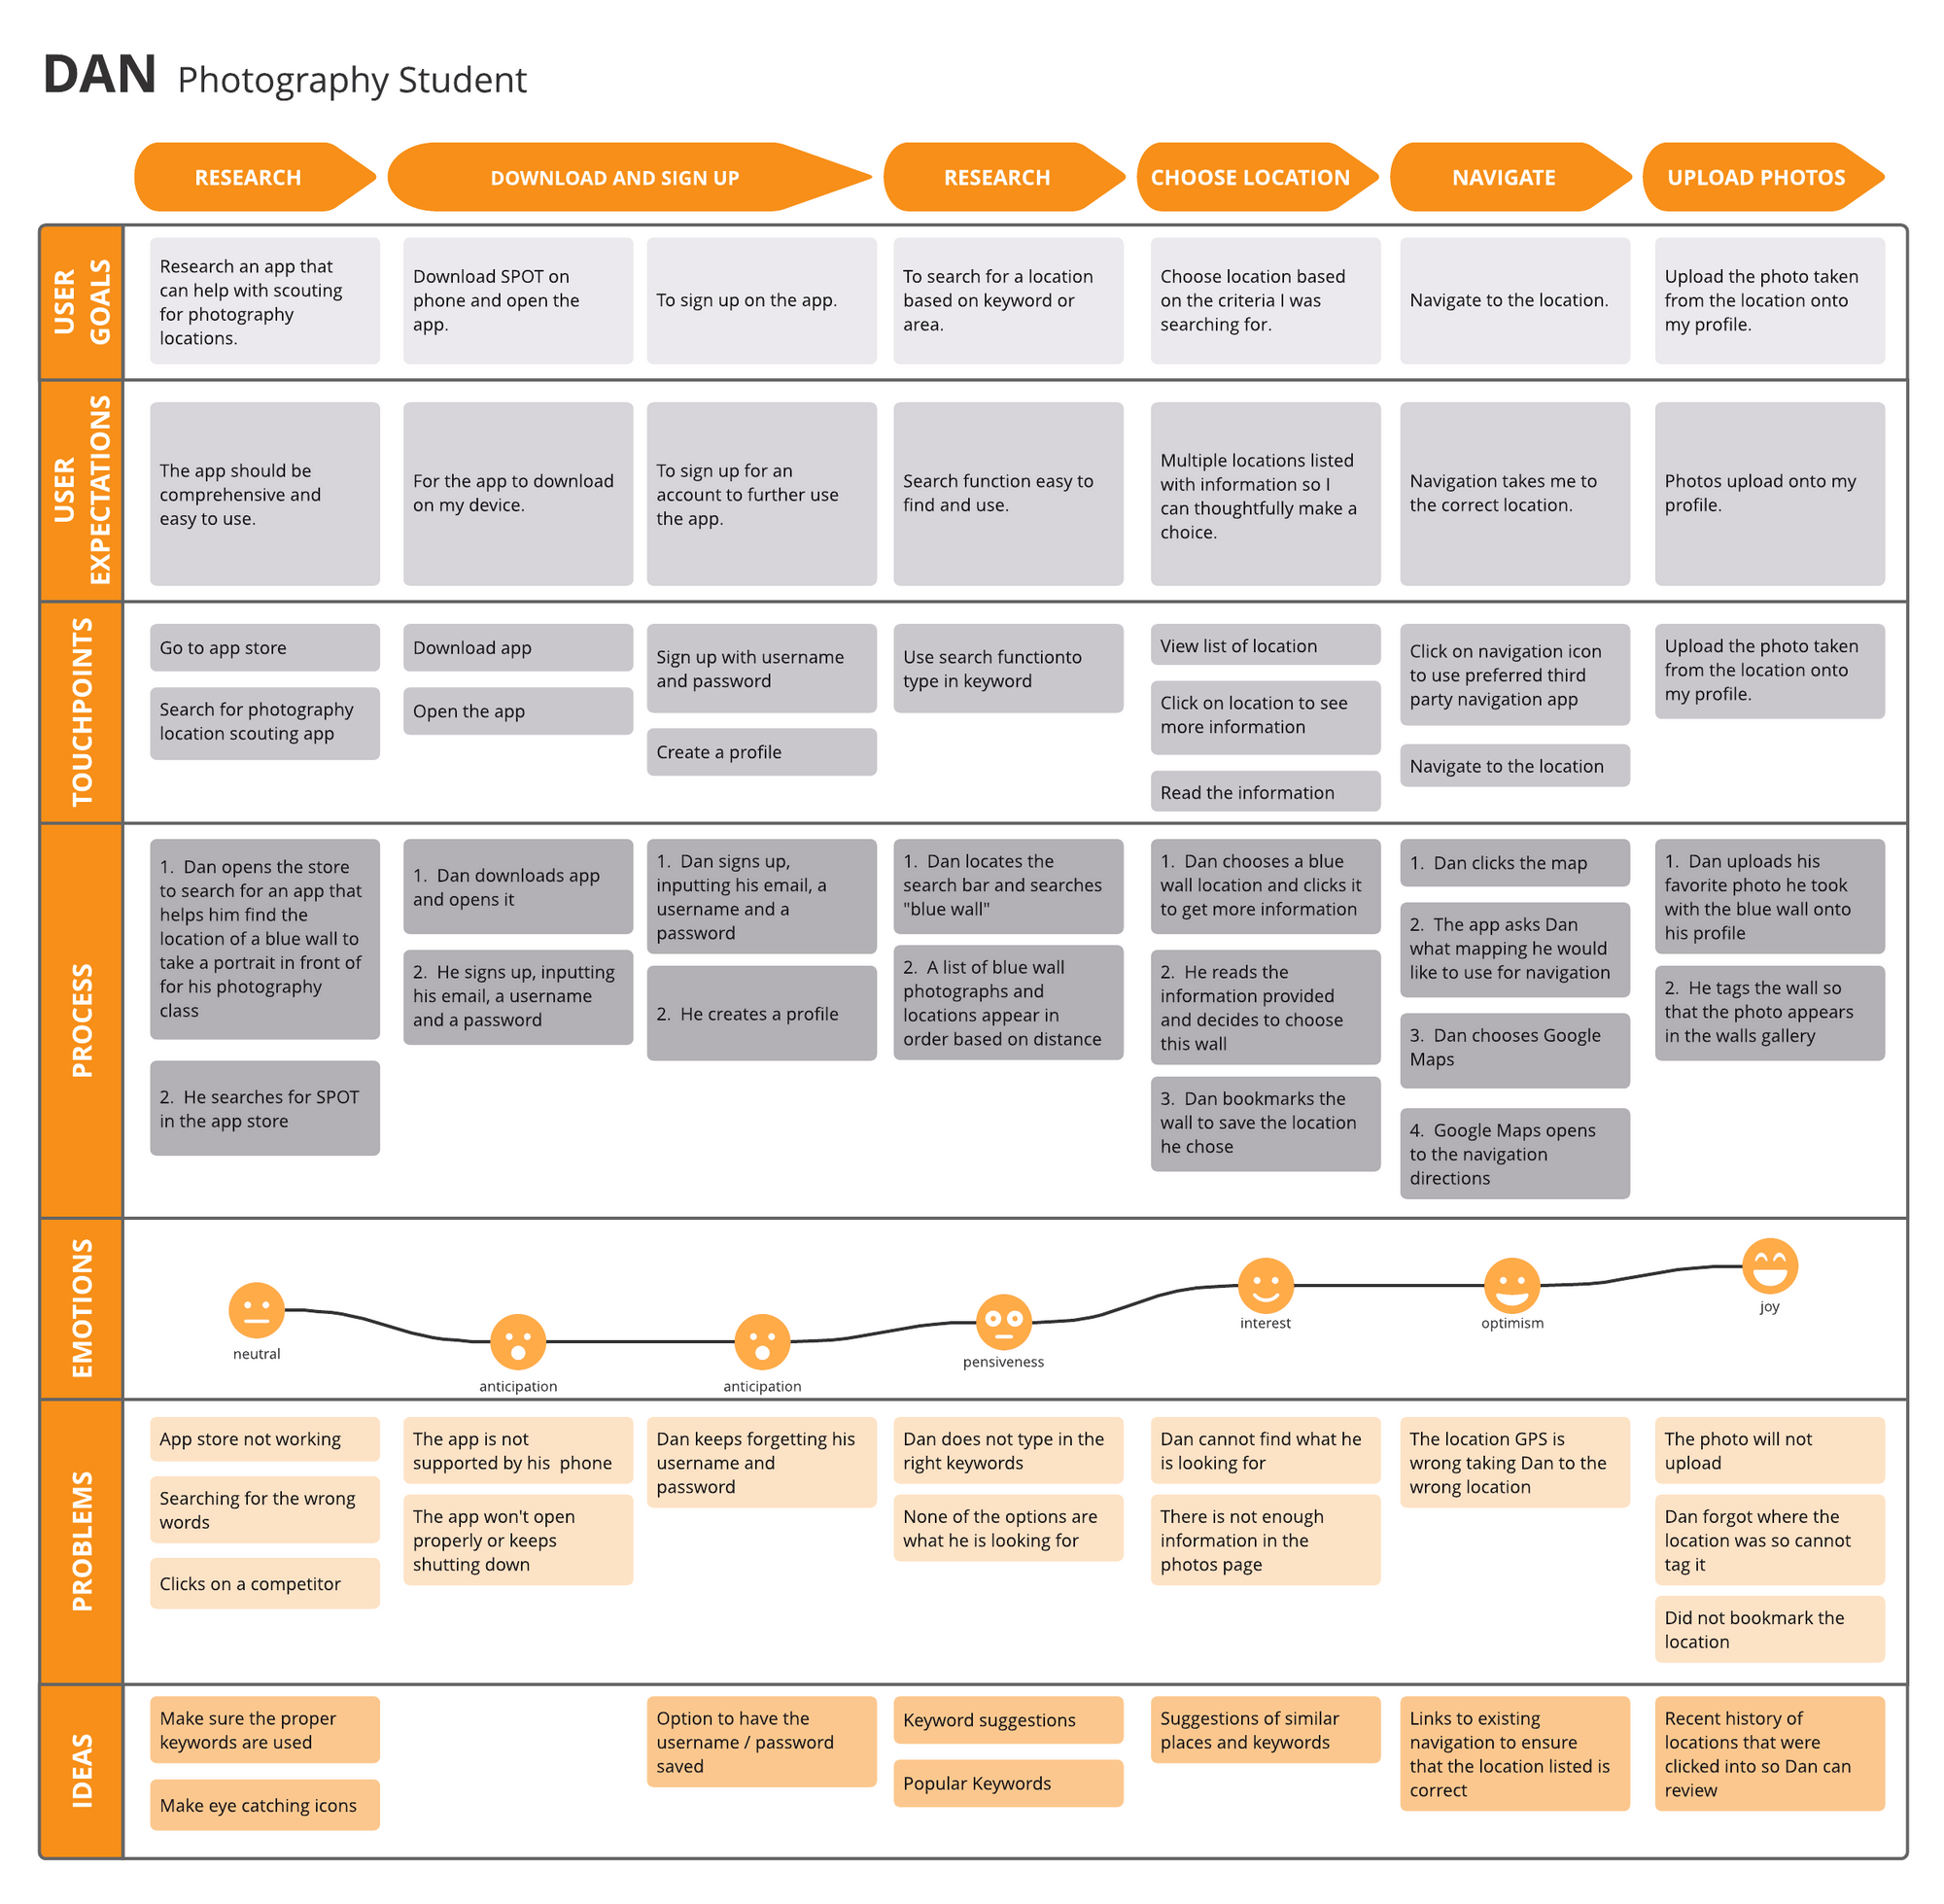 DAN Photography Student
RESEARCH
DOWNLOAD AND SIGN UP
RESEARCH
CHOOSE LOCATION
NAVIGATE
UPLOAD PHOTOS
USER
GOALS
Research an app that
can help with scouting
for photography
locations.
Download SPOT on
phone and open the
app.
To sign up on the app.
To search for a location
based on keyword or
area.
Choose location based
on the criteria I was
searching for.
Navigate to the location.
Upload the photo taken
from the location onto
my profile.
USER
EXPECTATIONS
The app should be
comprehensive and
easy to use.
For the app to download
on my device.
To sign up for an
account to further use
the app.
Search function easy to
find and use.
Multiple locations listed
with information so I
can thoughtfully make a
choice.
Navigation takes me to
the correct location.
Photos upload onto my
profile.
TOUCHPOINTS
Go to app store
Search for photography
location scouting app
Download app
Open the app
Sign up with username
and password
Create a profile
Use search functionto
type in keyword
View list of location
Click on location to see
more information
Read the information
Click on navigation icon
to use preferred third
party navigation app
Navigate to the location
Upload the photo taken
from the location onto
my profile.
PROCESS
1. Dan opens the store
to search for an app that
helps him find the
location of a blue wall to
take a portrait in front of
for his photography
class
2. He searches for SPOT
in the app store
1. Dan downloads app
and opens it
2. He signs up, inputting
his email, a username
and a password
1. Dan signs up,
inputting his email, a
username and a
password
2. He creates a profile
1. Dan locates the
search bar and searches
"blue wall"
2. A list of blue wall
photographs and
locations appear in
order based on distance
1. Dan chooses a blue
wall location and clicks it
to get more information
2. He reads the
information provided
and decides to choose
this wall
3. Dan bookmarks the
wall to save the location
he chose
1. Dan clicks the map
2. The app asks Dan
what mapping he would
like to use for navigation
3. Dan chooses Google
Maps
4. Google Maps opens
to the navigation
directions
1. Dan uploads his
favorite photo he took
with the blue wall onto
his profile
2. He tags the wall so
that the photo appears
in the walls gallery
EMOTIONS
neutral
anticipation
anticipation
pensiveness
interest
optimism
joy
PROBLEMS
App store not working
Searching for the wrong
words
Clicks on a competitor
The app is not
supported by his phone
The app won't open
properly or keeps
shutting down
Dan keeps forgetting his
username and
password
Dan does not type in the
right keywords
None of the options are
what he is looking for
Dan cannot find what he
is looking for
There is not enough
information in the
photos page
The location GPS is
wrong taking Dan to the
wrong location
The photo will not
upload
Dan forgot where the
location was so cannot
tag it
Did not bookmark the
location
IDEAS
Make sure the proper
keywords are used
Make eye catching icons
Option to have the
username / password
saved
Keyword suggestions
Popular Keywords
Suggestions of similar
places and keywords
Links to existing
navigation to ensure
that the location listed is
correct
Recent history of
locations that were
clicked into so Dan can
review